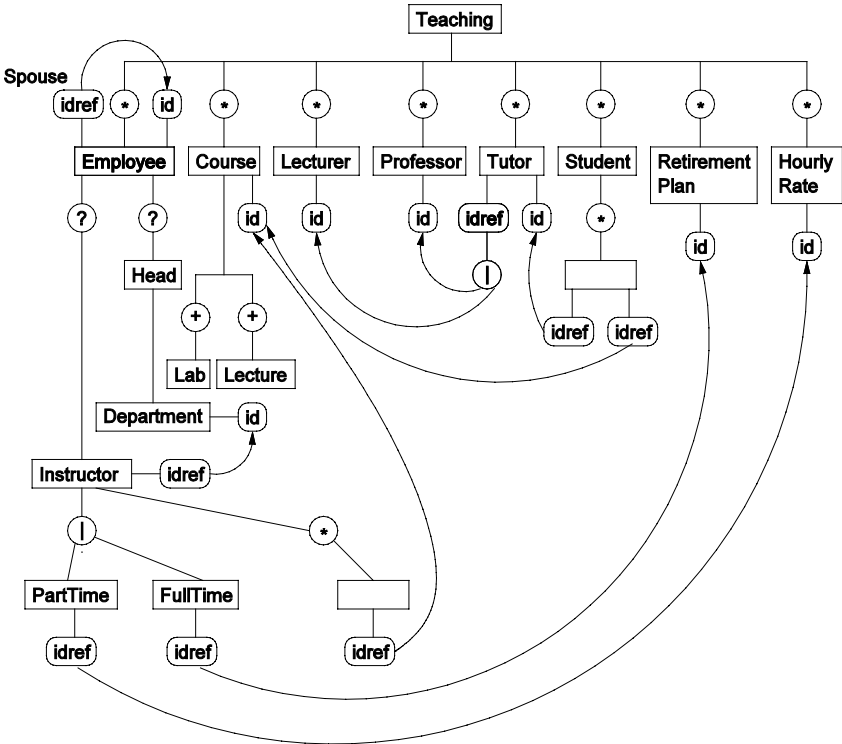 Teaching
Spouse
idref * id * * * * * * *
Employee Course Lecturer Professor Tutor Student Retirement Plan Hourly Rate
? ? id id id idref id * id id
Head |
+ + idref idref
Lab Lecture
Department id
Instructor idref
| *
PartTime FullTime
idref idref idref